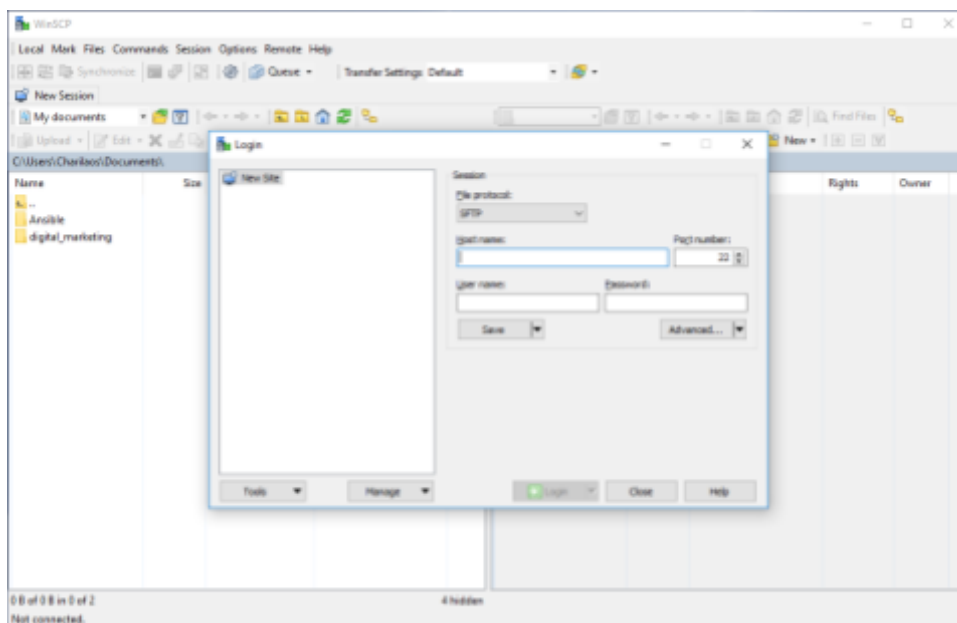 WinSCP
Local Mark Files Commands Session Options Remote Help
Synchronize Queue Transfer Settings Default
New Session
My documents Find Files
Upload Edit New
C:\Users\Charilaos\Documents\
Name Size Rights Owner
..
Ansible
digital_marketing
Login
New Site
Session
File protocol:
SFTP
Host name: Port number:
22
User name: Password:
Save Advanced...
Tools Manage Login Close Help
0 B of 0 B in 0 of 2 4 hidden
Not connected.